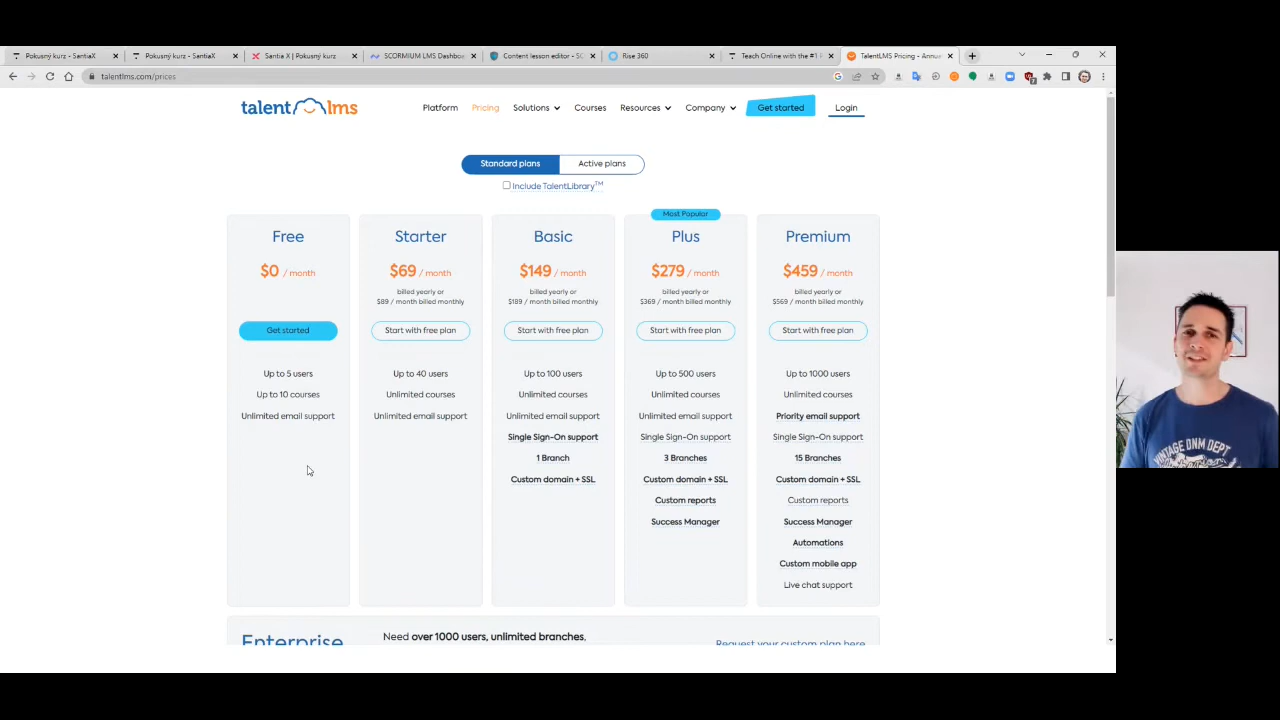 Pokusný kurz - SantiaX
Pokusný kurz - SantiaX
Santia X | Pokusný kurz
SCORMIUM LMS Dashbo
Content lesson editor - SC
Rise 360
Teach Online with the #1
TalentLMS Pricing - Annu
talentlms.com/prices
talent lms
Platform
Pricing
Solutions
Courses
Resources
Company
Get started
Login
Standard plans
Active plans
Include TalentLibrary™
Free
$0 / month
Get started
Up to 5 users
Up to 10 courses
Unlimited email support
Starter
$69 / month
billed yearly or
$89 / month billed monthly
Start with free plan
Up to 40 users
Unlimited courses
Unlimited email support
Basic
$149 / month
billed yearly or
$189 / month billed monthly
Start with free plan
Up to 100 users
Unlimited courses
Unlimited email support
Single Sign-On support
1 Branch
Custom domain + SSL
Most Popular
Plus
$279 / month
billed yearly or
$369 / month billed monthly
Start with free plan
Up to 500 users
Unlimited courses
Unlimited email support
Single Sign-On support
3 Branches
Custom domain + SSL
Custom reports
Success Manager
Premium
$459 / month
billed yearly or
$569 / month billed monthly
Start with free plan
Up to 1000 users
Unlimited courses
Priority email support
Single Sign-On support
15 Branches
Custom domain + SSL
Custom reports
Success Manager
Automations
Custom mobile app
Live chat support
Enterprise
Need over 1000 users, unlimited branches,
Request your custom plan here
VINTAGE DNM DEPT